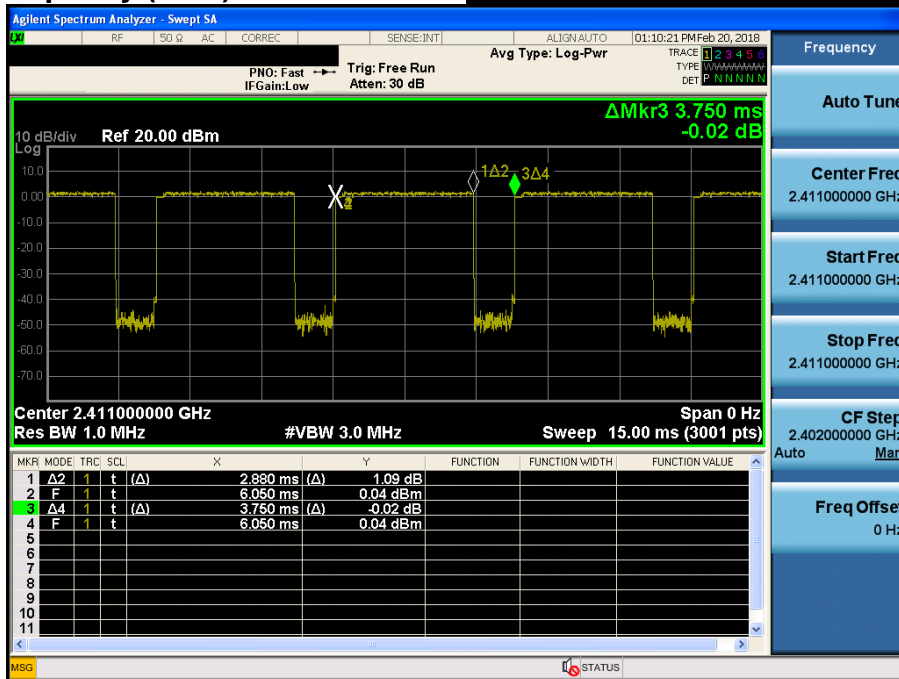 Agilent Spectrum Analyzer - Swept SA
LXI RF 50 Ω AC CORREC SENSE:INT ALIGN AUTO 01:10:21 PM Feb 20, 2018
Frequency
Avg Type: Log-Pwr TRACE 1 2 3 4 5 6
PNO: Fast Trig: Free Run TYPE WWWWWW
IFGain:Low Atten: 30 dB DET P N N N N N
Auto Tune
ΔMkr3 3.750 ms
10 dB/div Ref 20.00 dBm -0.02 dB
Log
10.0
0.00
-10.0
-20.0
-30.0
-40.0
-50.0
-60.0
-70.0
2
1Δ2
3Δ4
Center Freq
2.411000000 GHz
Start Freq
2.411000000 GHz
Stop Freq
2.411000000 GHz
Center 2.411000000 GHz Span 0 Hz
Res BW 1.0 MHz #VBW 3.0 MHz Sweep 15.00 ms (3001 pts)
CF Step
2.402000000 GHz
Auto Man
MKR MODE TRC SCL X Y FUNCTION FUNCTION WIDTH FUNCTION VALUE
1 Δ2 1 t (Δ) 2.880 ms (Δ) 1.09 dB
2 F 1 t 6.050 ms 0.04 dBm
3 Δ4 1 t (Δ) 3.750 ms (Δ) -0.02 dB
4 F 1 t 6.050 ms 0.04 dBm
5
6
7
8
9
10
11
Freq Offset
0 Hz
MSG STATUS